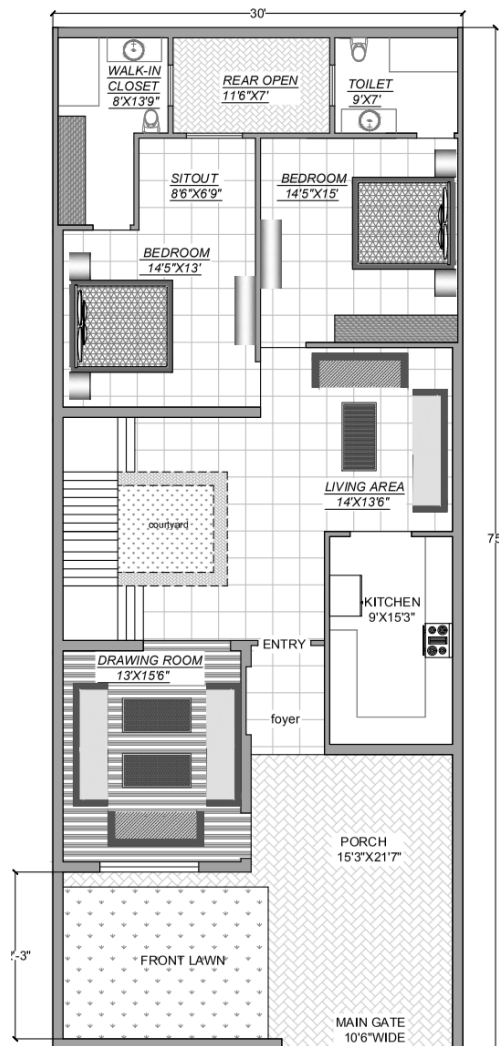 30'
WALK-IN
CLOSET
8'X13'9"
REAR OPEN
11'6"X7'
TOILET
9'X7'
SITOUT
8'6"X6'9"
BEDROOM
14'5"X15'
BEDROOM
14'5"X13'
LIVING AREA
14'X13'6"
courtyard
KITCHEN
9'X15'3"
ENTRY
DRAWING ROOM
13'X15'6"
foyer
PORCH
15'3"X21'7"
FRONT LAWN
MAIN GATE
10'6"WIDE